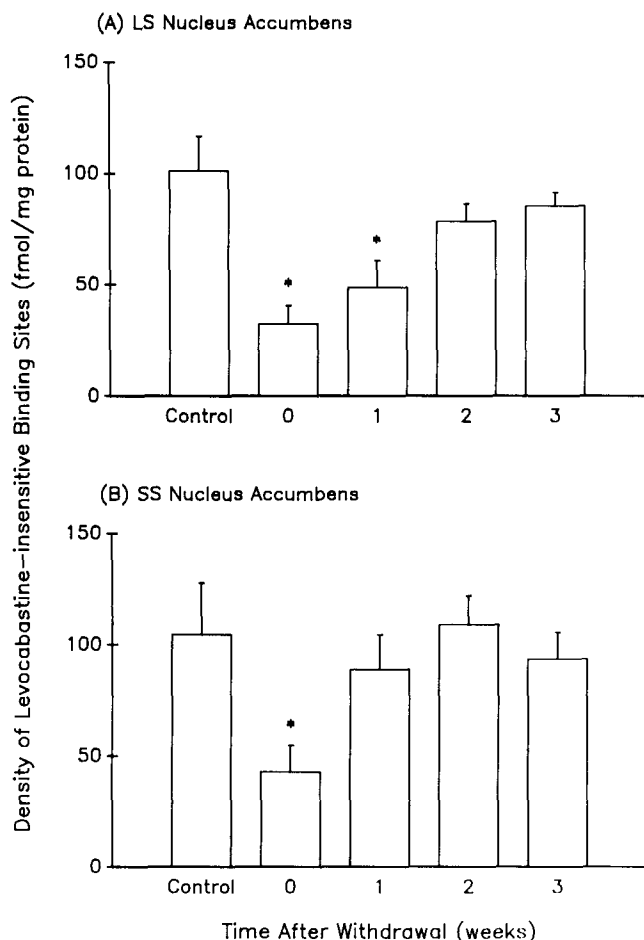 (A) LS Nucleus Accumbens
150
100
50
0
*
*
Control 0 1 2 3
(B) SS Nucleus Accumbens
150
100
50
0
*
Control 0 1 2 3
Time After Withdrawal (weeks)
Density of Levocabastine-insensitive Binding Sites (fmol/mg protein)